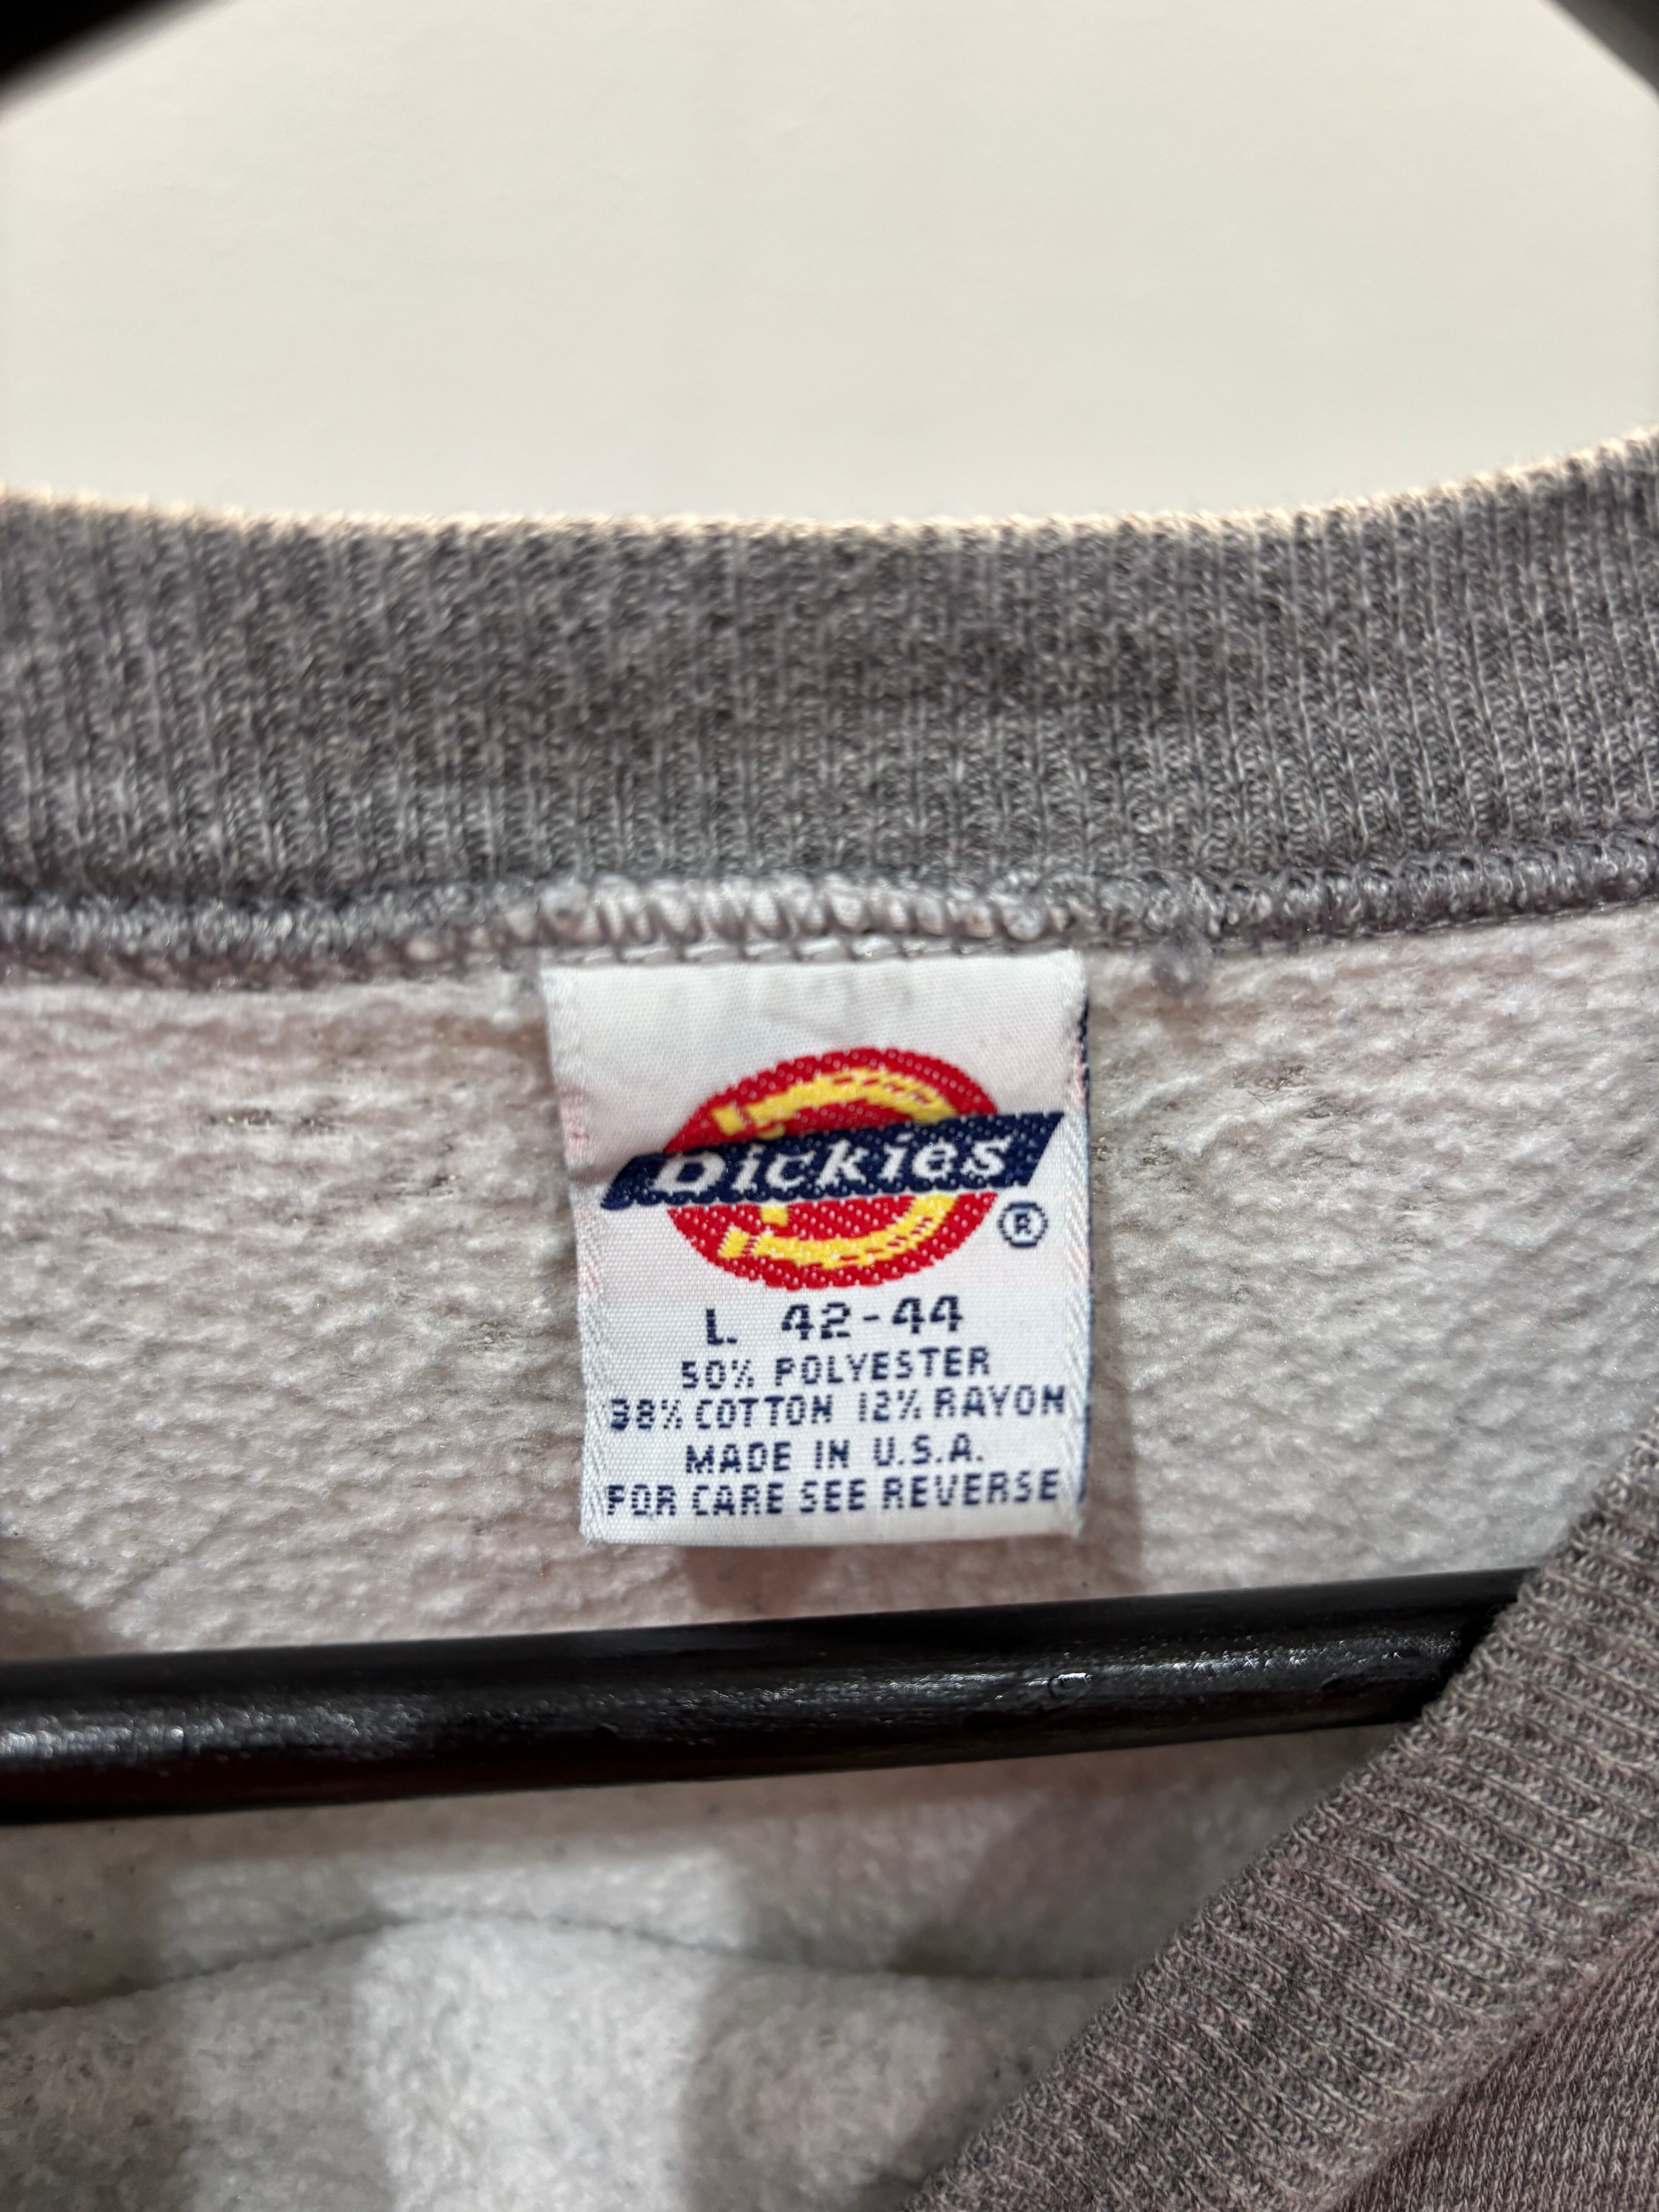 Dickies
®
L. 42-44
50% POLYESTER
38% COTTON 12% RAYON
MADE IN U.S.A.
FOR CARE SEE REVERSE